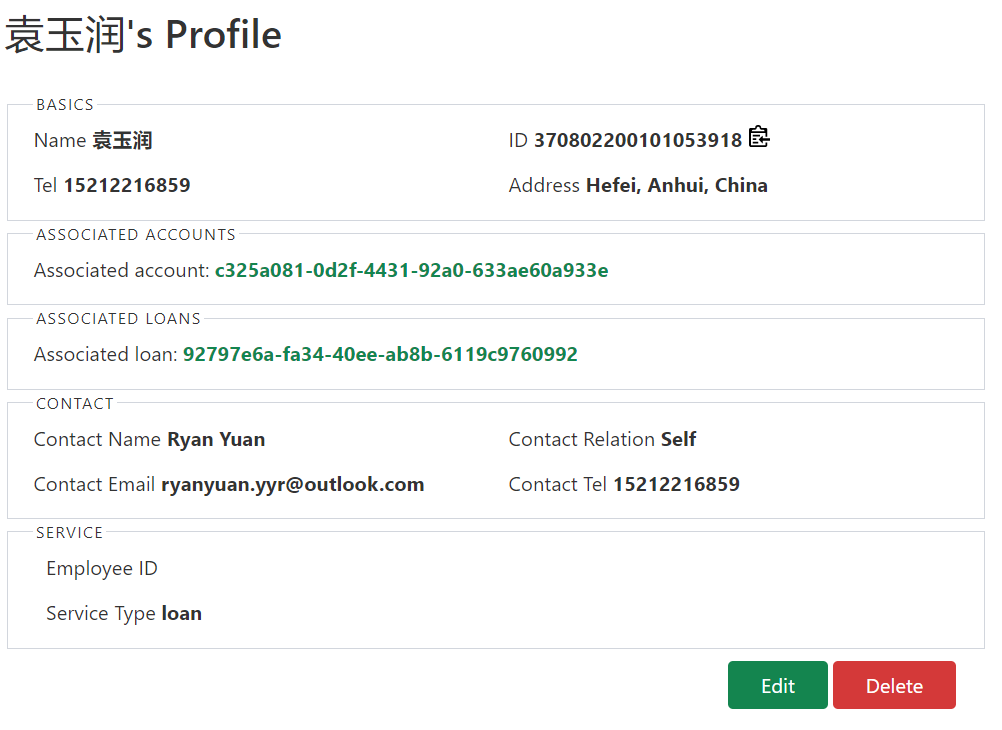 袁玉润's Profile
BASICS
Name 袁玉润
ID 370802200101053918
Tel 15212216859
Address Hefei, Anhui, China
ASSOCIATED ACCOUNTS
Associated account: c325a081-0d2f-4431-92a0-633ae60a933e
ASSOCIATED LOANS
Associated loan: 92797e6a-fa34-40ee-ab8b-6119c9760992
CONTACT
Contact Name Ryan Yuan
Contact Relation Self
Contact Email ryanyuan.yyr@outlook.com
Contact Tel 15212216859
SERVICE
Employee ID
Service Type loan
Edit
Delete